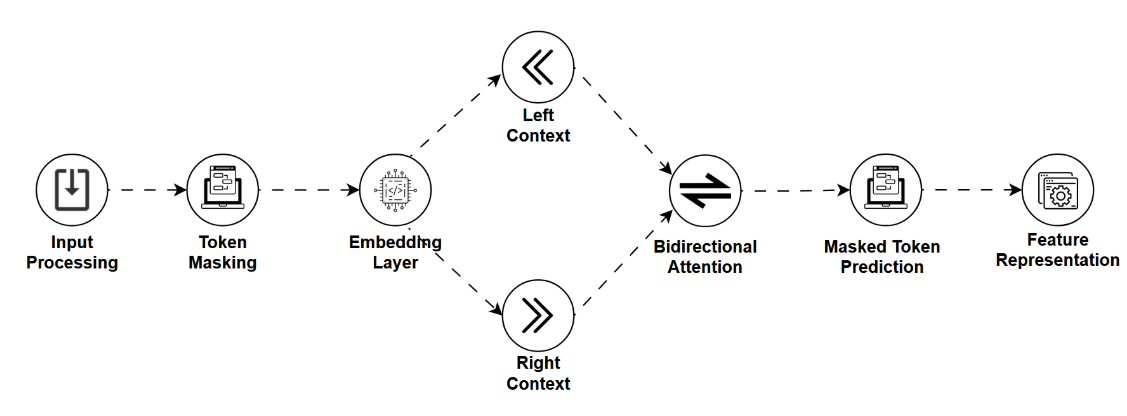 Input
Processing
Token
Masking
Embedding
Layer
</>
Left
Context
Right
Context
Bidirectional
Attention
Masked Token
Prediction
Feature
Representation